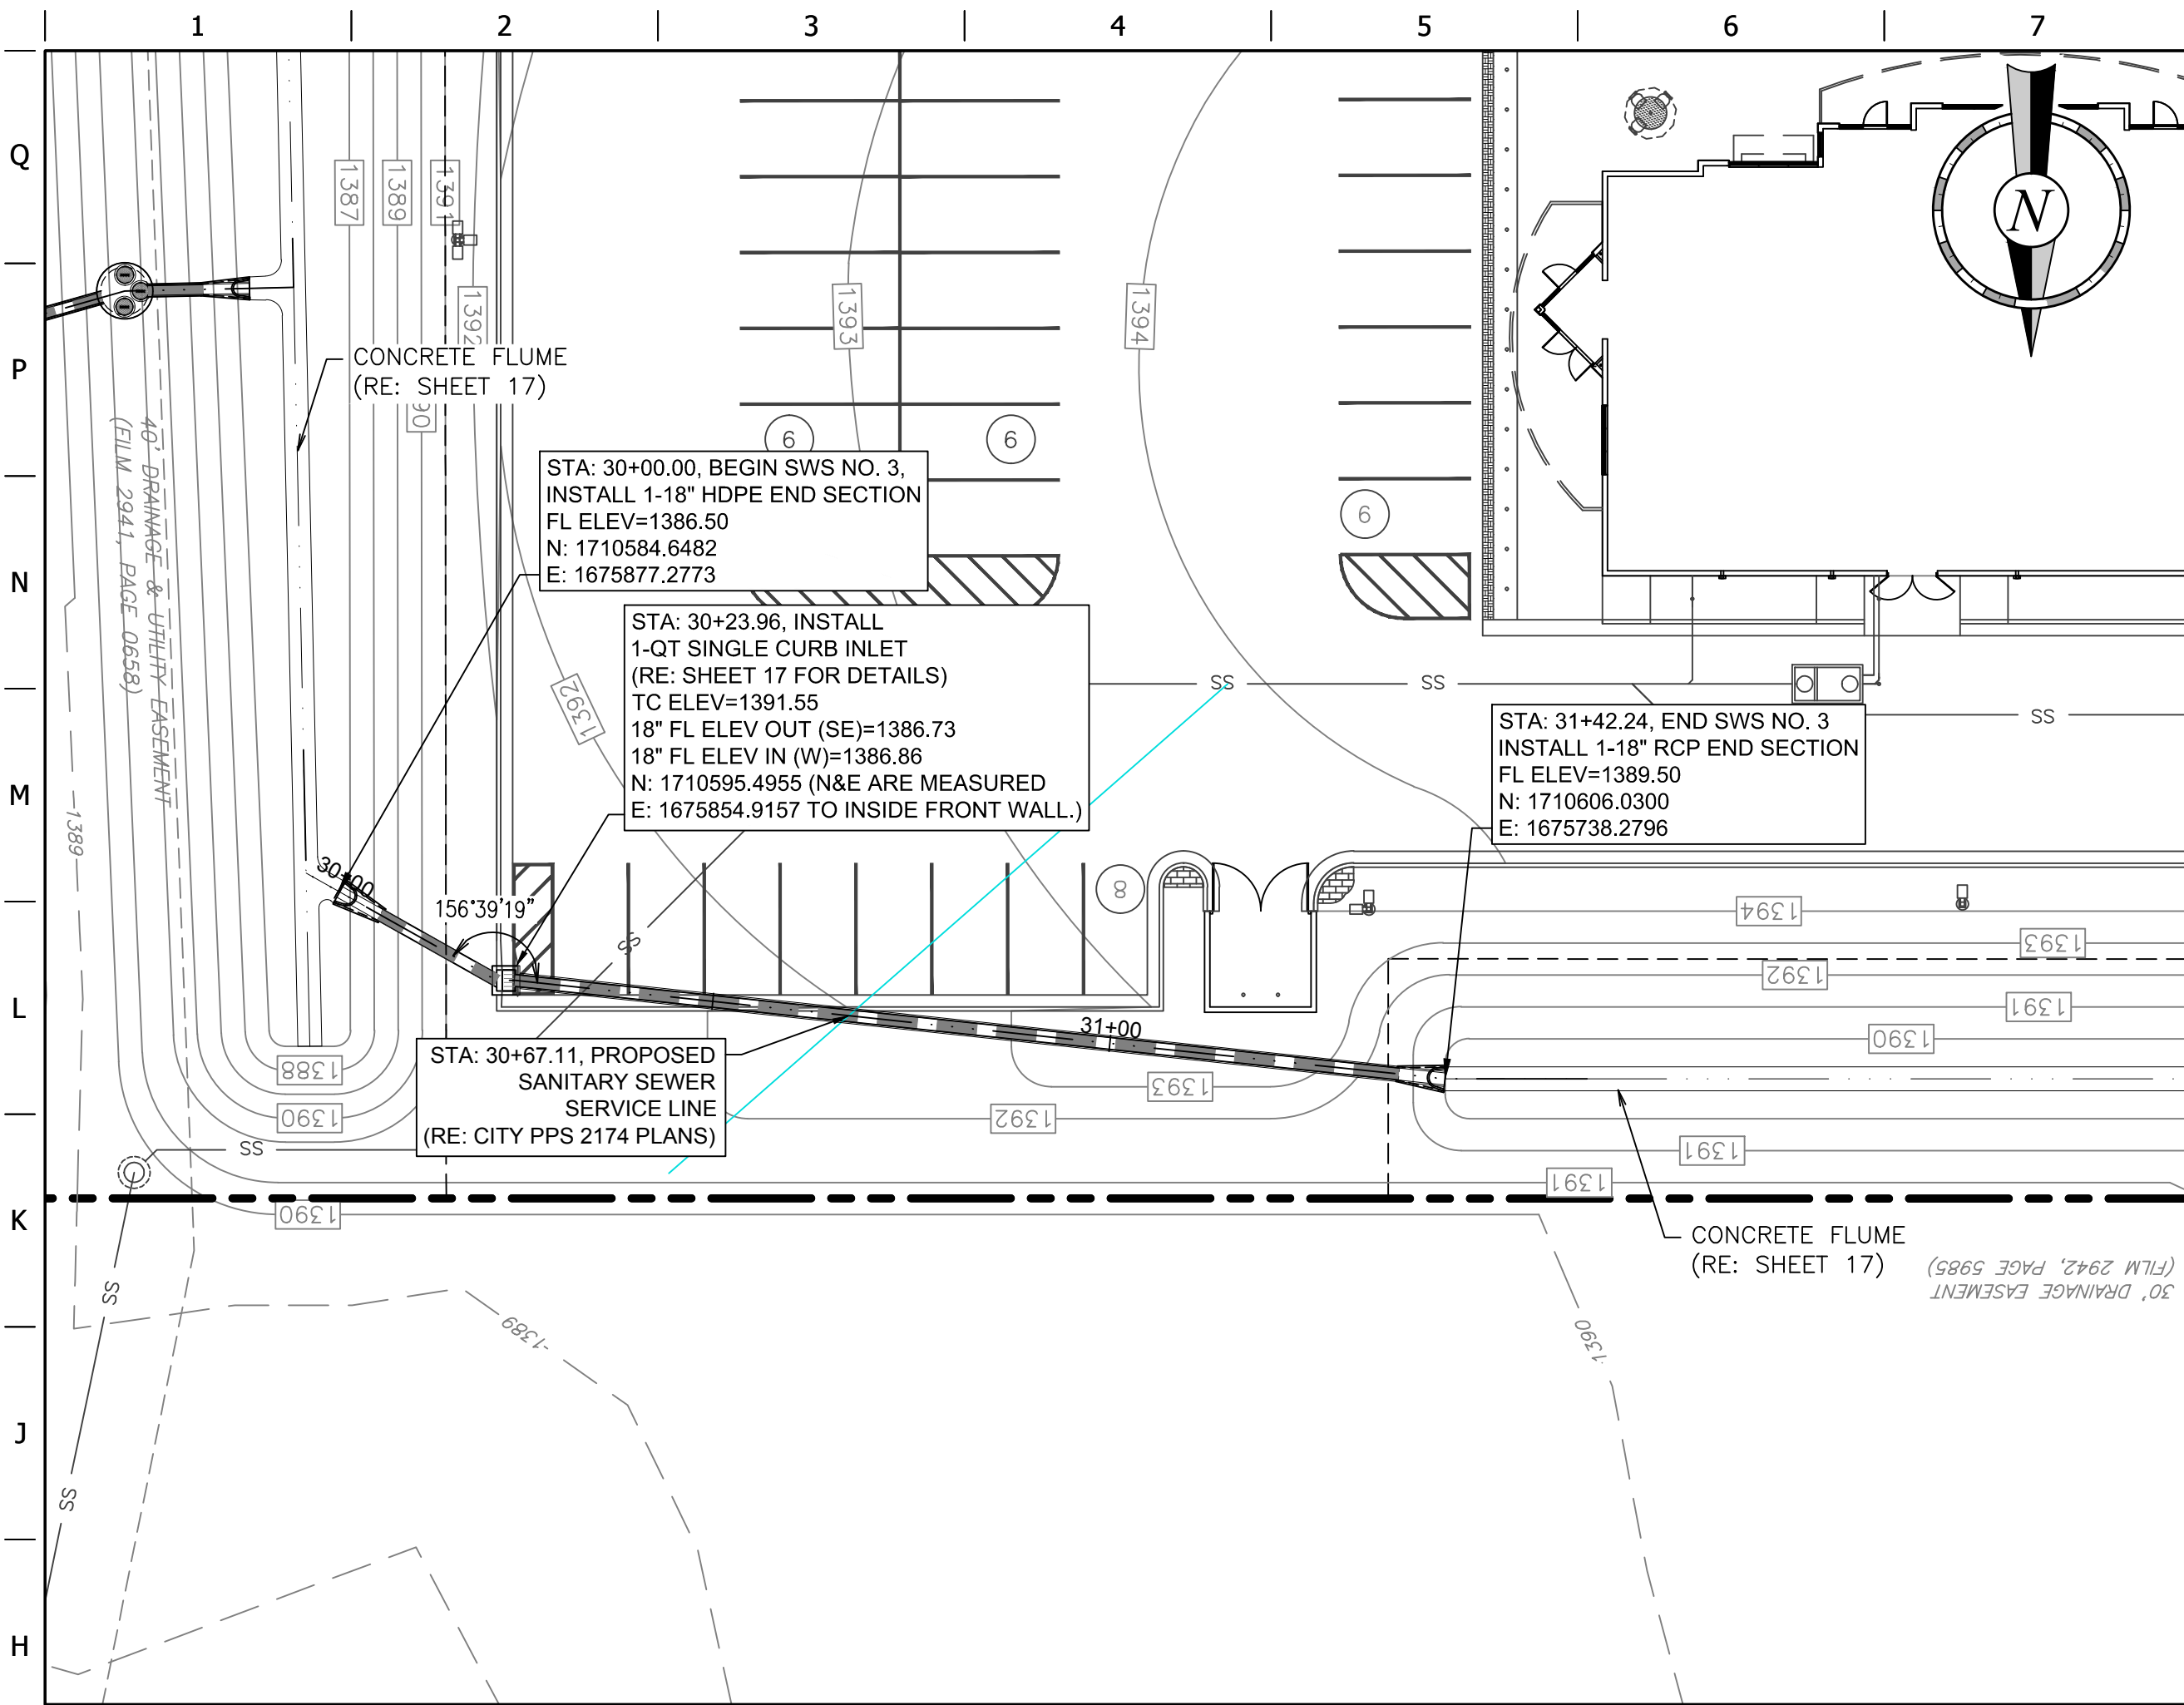 1 2 3 4 5 6 7
Q
P
N
M
L
K
J
H
1387
1389
1391
1392
1390
1393
1394
N
CONCRETE FLUME
(RE: SHEET 17)
40' DRAINAGE & UTILITY EASEMENT
(FILM 2941, PAGE 0658)
9
9
9
STA: 30+00.00, BEGIN SWS NO. 3,
INSTALL 1-18" HDPE END SECTION
FL ELEV=1386.50
N: 1710584.6482
E: 1675877.2773
STA: 30+23.96, INSTALL
1-QT SINGLE CURB INLET
(RE: SHEET 17 FOR DETAILS)
TC ELEV=1391.55
18" FL ELEV OUT (SE)=1386.73
18" FL ELEV IN (W)=1386.86
N: 1710595.4955 (N&E ARE MEASURED
E: 1675854.9157 TO INSIDE FRONT WALL.)
SS
SS
SS
1392
STA: 31+42.24, END SWS NO. 3
INSTALL 1-18" RCP END SECTION
FL ELEV=1389.50
N: 1710606.0300
E: 1675738.2796
1389
30+00
156°39'19"
8
SS
1394
1393
1392
1391
1390
31+00
1388
1390
STA: 30+67.11, PROPOSED
SANITARY SEWER
SERVICE LINE
(RE: CITY PPS 2174 PLANS)
1393
1392
1391
1391
SS
1390
CONCRETE FLUME
(RE: SHEET 17)
30' DRAINAGE EASEMENT
(FILM 2942, PAGE 5985)
SS
1389
1390
SS